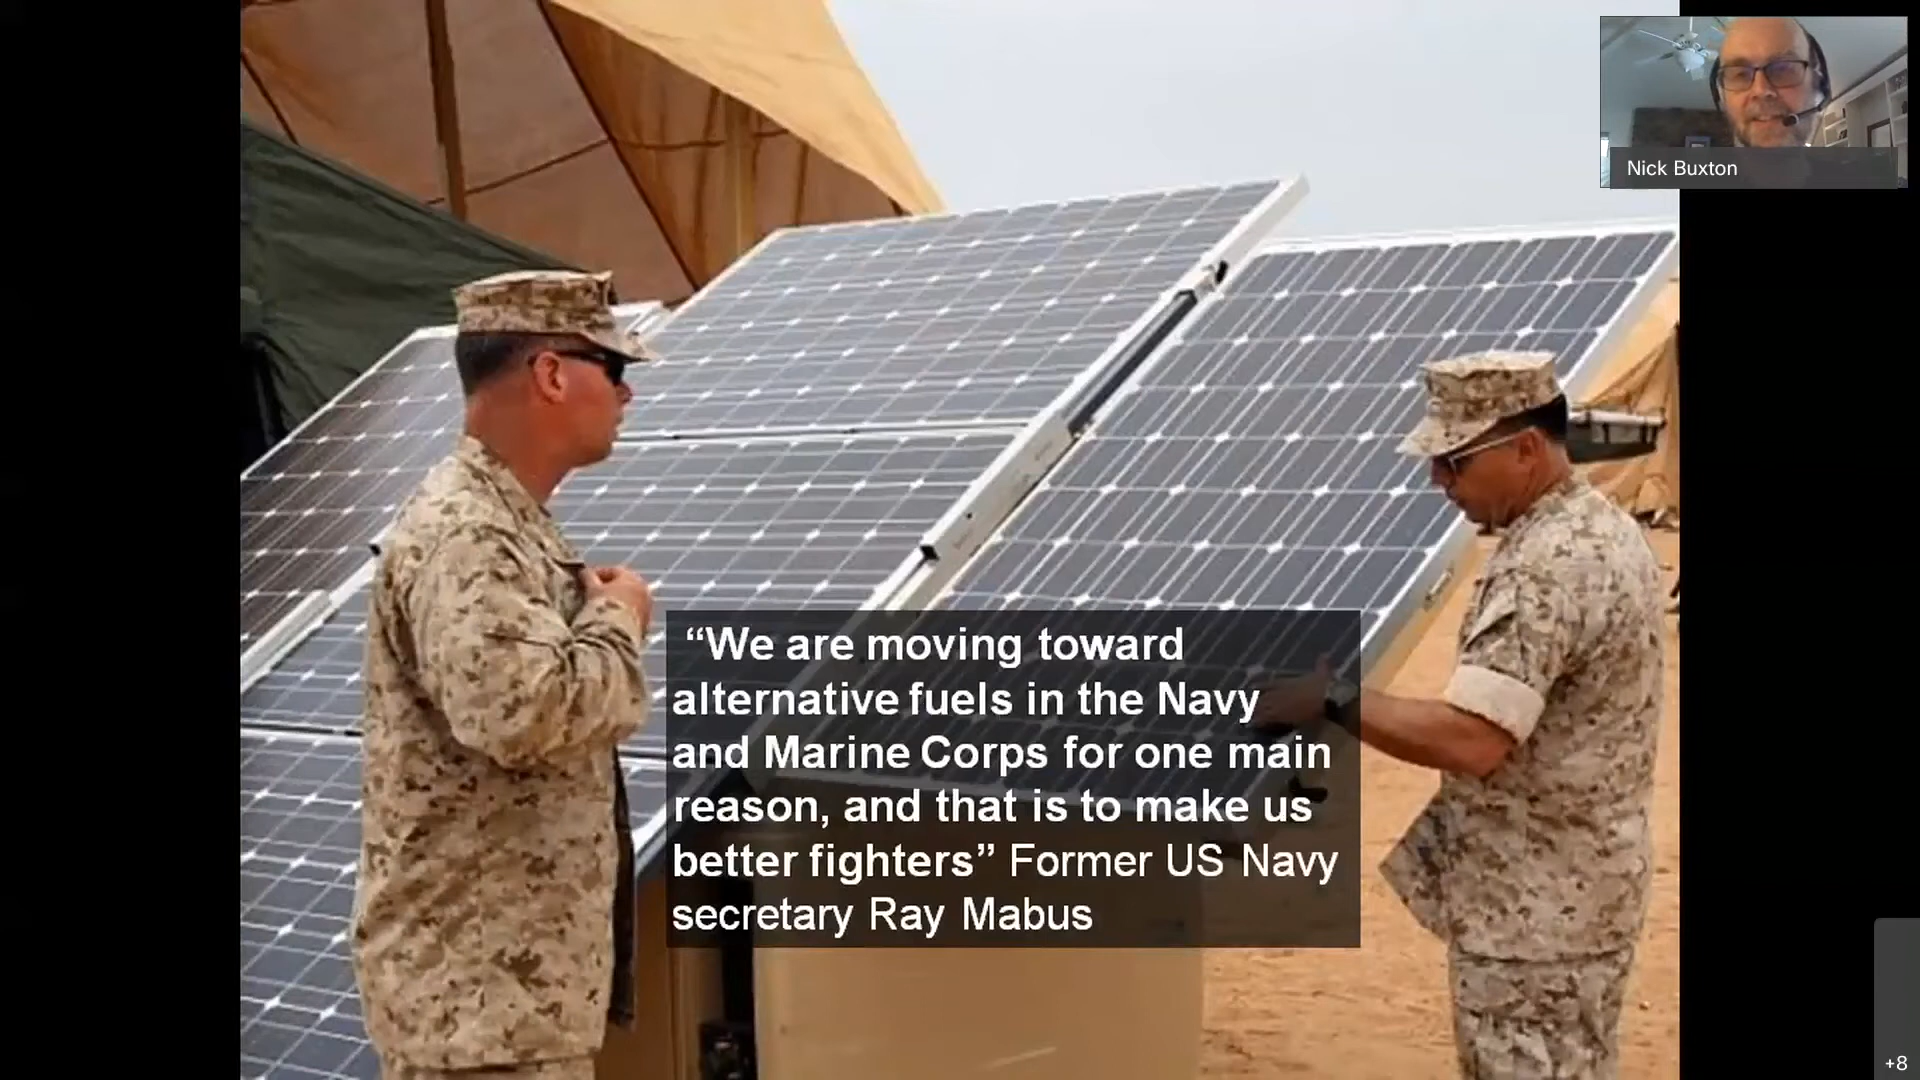 Nick Buxton
“We are moving toward
alternative fuels in the Navy
and Marine Corps for one main
reason, and that is to make us
better fighters” Former US Navy
secretary Ray Mabus
+8